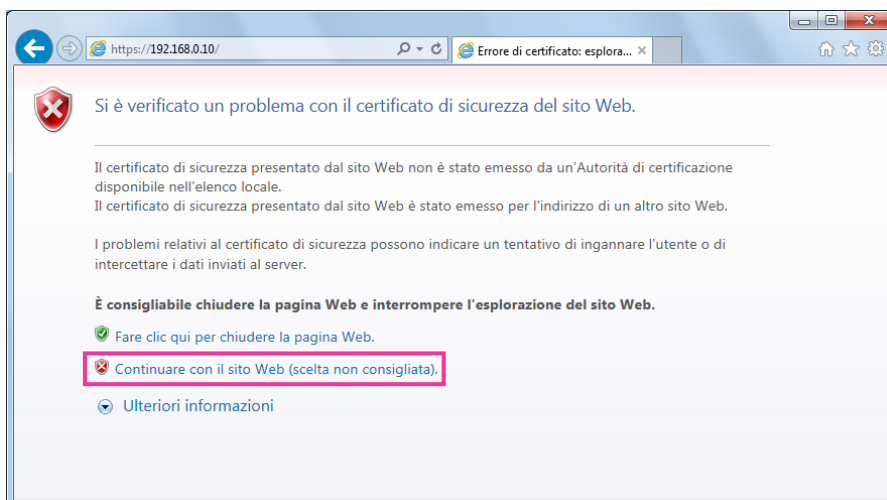 https://192.168.0.10/
Errore di certificato: esplora...
Si è verificato un problema con il certificato di sicurezza del sito Web.
Il certificato di sicurezza presentato dal sito Web non è stato emesso da un'Autorità di certificazione
disponibile nell'elenco locale.
Il certificato di sicurezza presentato dal sito Web è stato emesso per l'indirizzo di un altro sito Web.
I problemi relativi al certificato di sicurezza possono indicare un tentativo di ingannare l'utente o di
intercettare i dati inviati al server.
È consigliabile chiudere la pagina Web e interrompere l'esplorazione del sito Web.
Fare clic qui per chiudere la pagina Web.
Continuare con il sito Web (scelta non consigliata).
Ulteriori informazioni